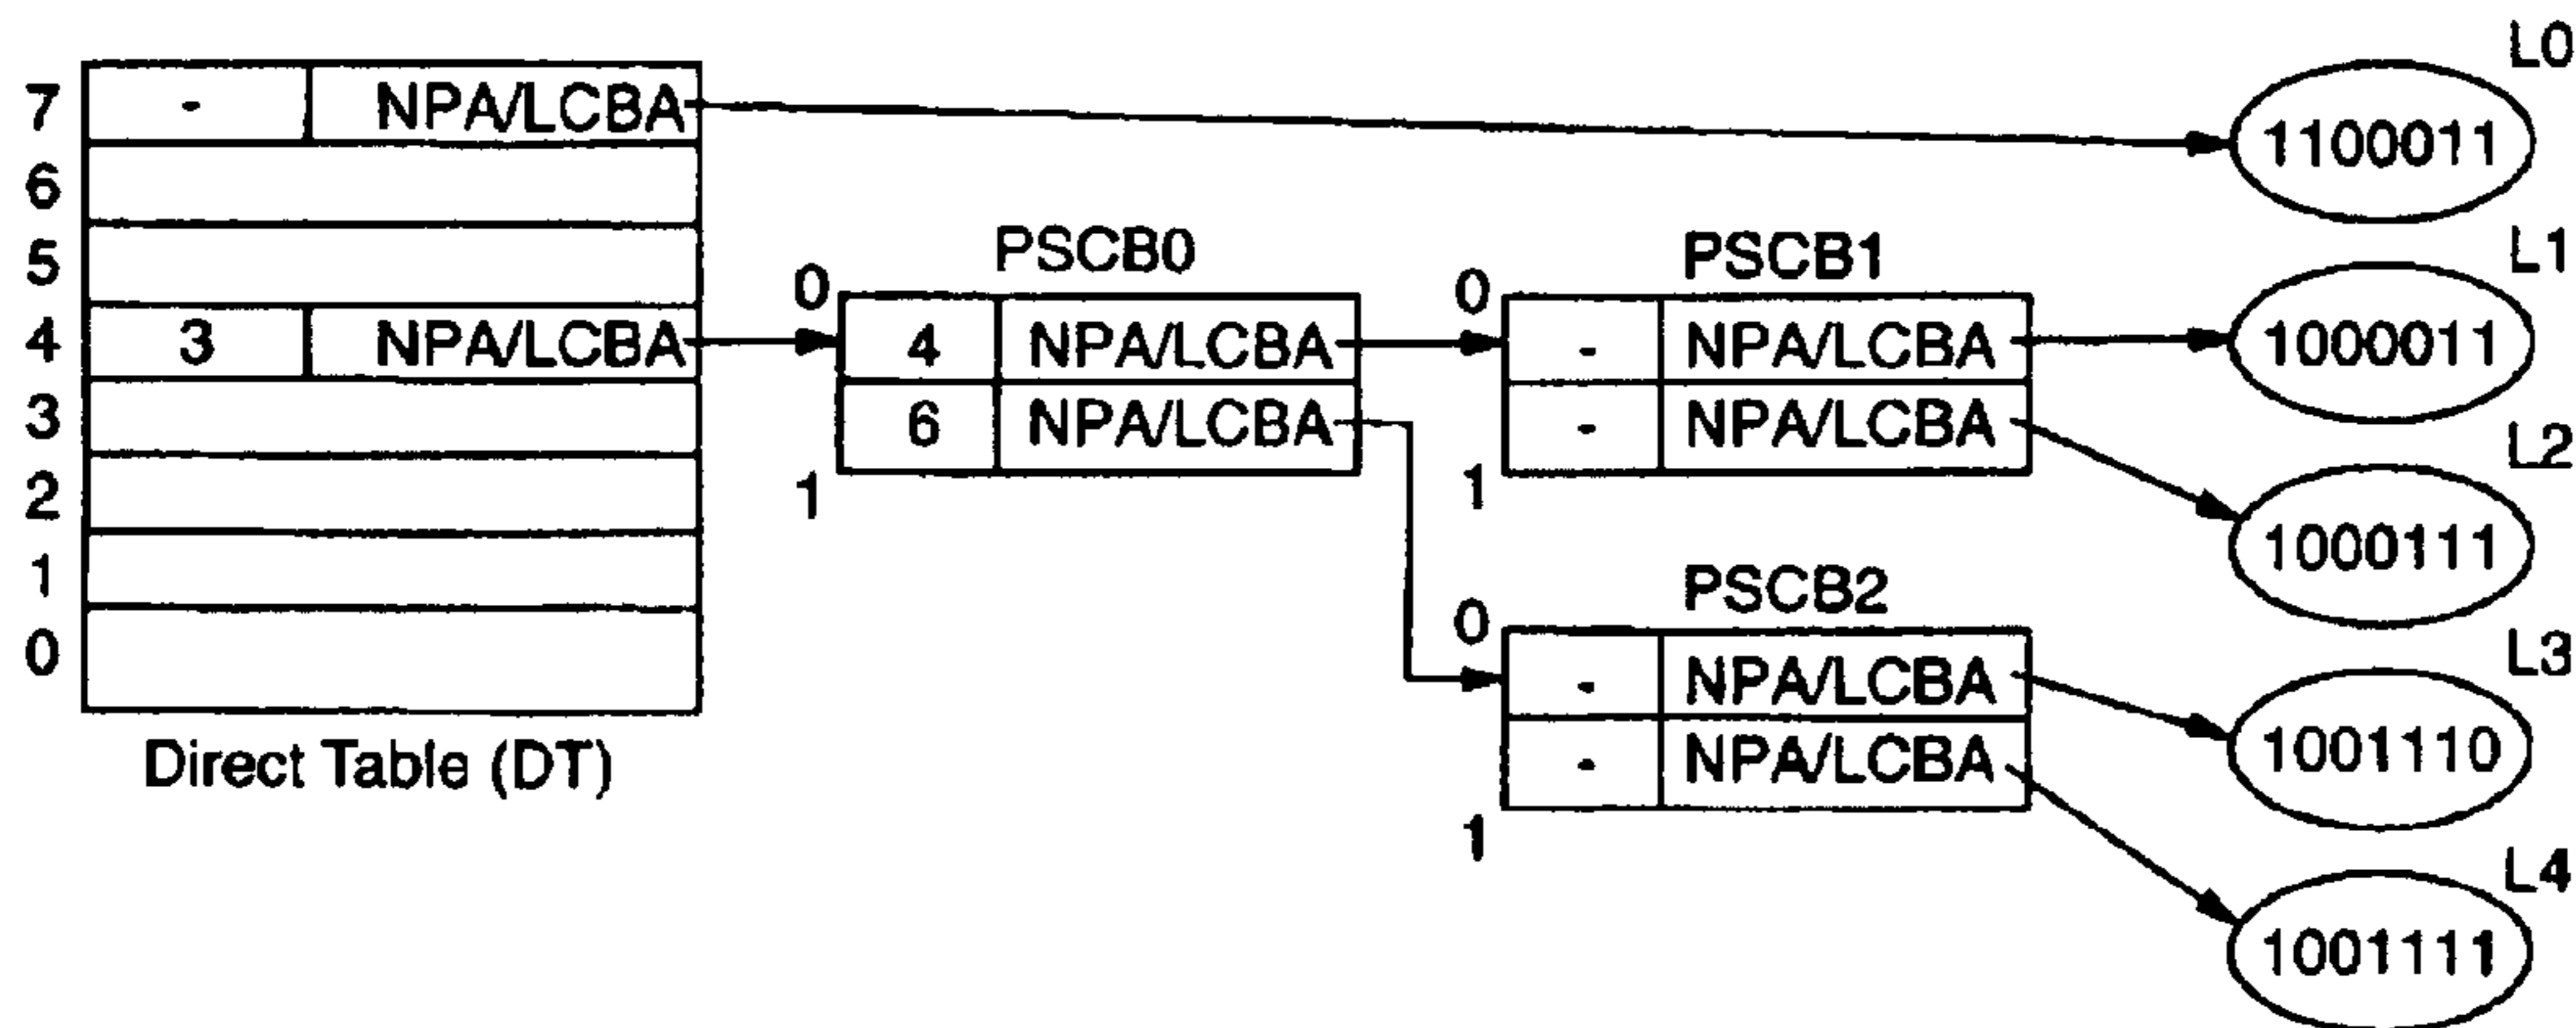 L0
7 - NPA/LCBA
1100011
6
L1
5
PSCB0
PSCB1
0
0
4 3 NPA/LCBA
4 NPA/LCBA
- NPA/LCBA
1000011
3
6 NPA/LCBA
- NPA/LCBA
L2
2
1
1
1000111
1
PSCB2
0
0
- NPA/LCBA
L3
Direct Table (DT)
- NPA/LCBA
1001110
1
L4
1001111